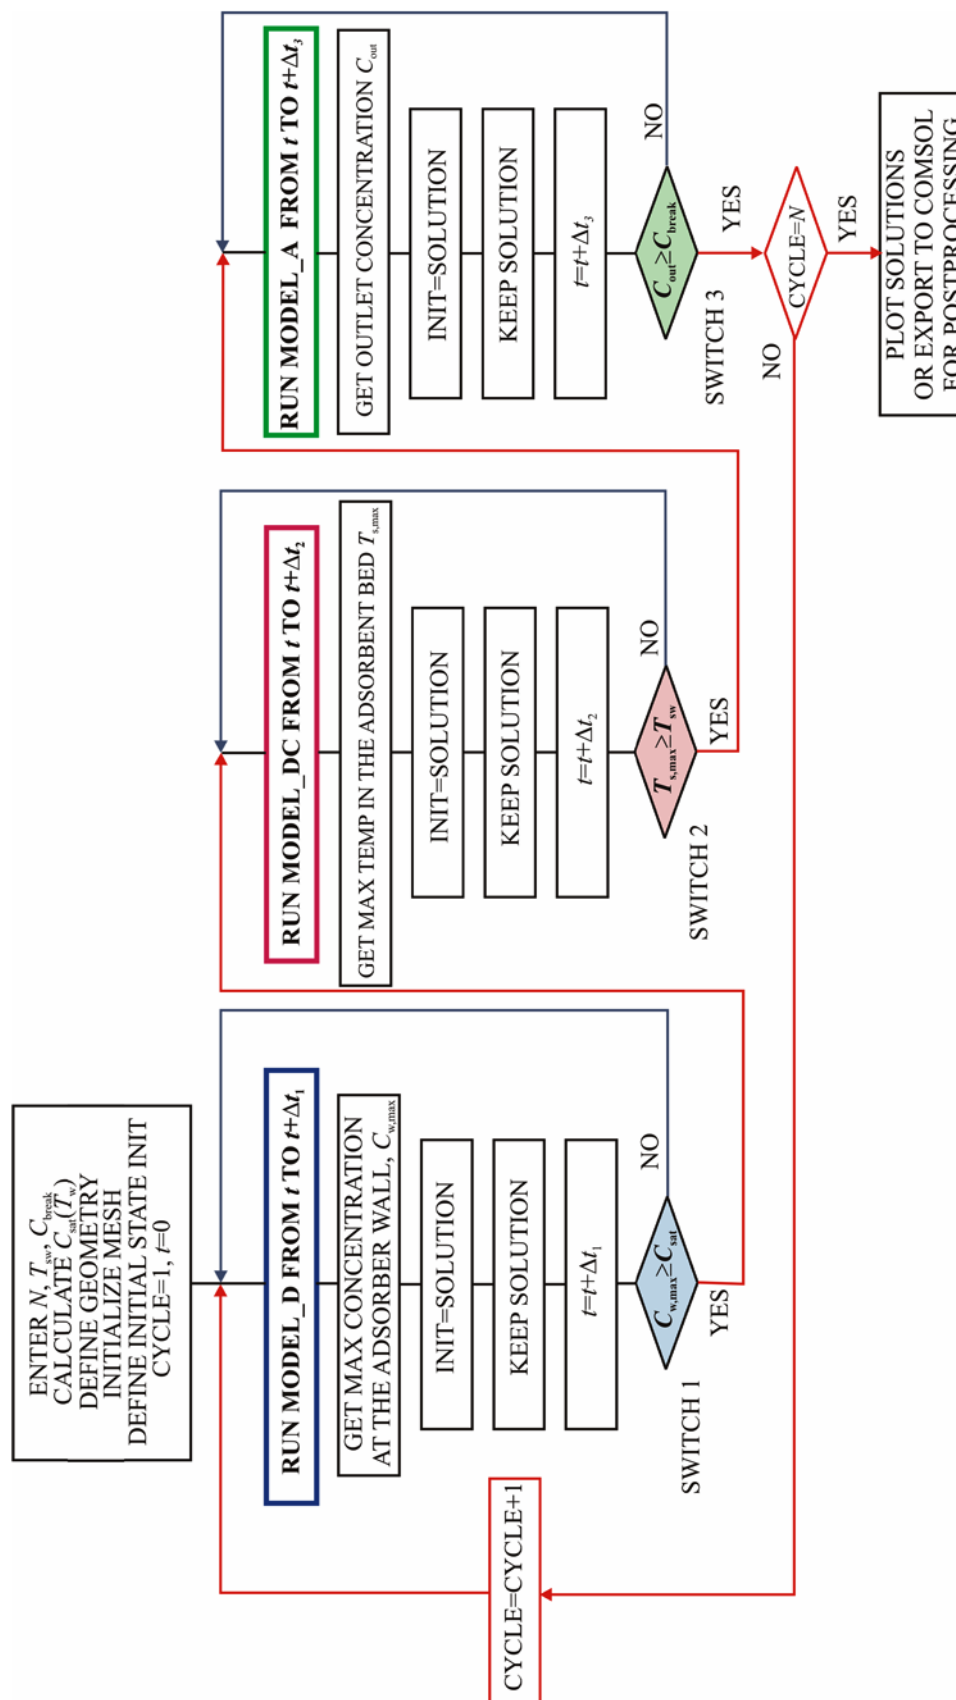 ENTER N, T_sw, C_break
CALCULATE C_sat(T_w)
DEFINE GEOMETRY
INITIALIZE MESH
DEFINE INITIAL STATE INIT
CYCLE=1, t=0
RUN MODEL_D FROM t TO t+Δt_1
GET MAX CONCENTRATION
AT THE ADSORBER WALL, C_w,max
INIT=SOLUTION
KEEP SOLUTION
t=t+Δt_1
C_w,max≥C_sat
NO
YES
SWITCH 1
CYCLE=CYCLE+1
RUN MODEL_DC FROM t TO t+Δt_2
GET MAX TEMP IN THE ADSORBENT BED T_s,max
INIT=SOLUTION
KEEP SOLUTION
t=t+Δt_2
T_s,max≥T_sw
NO
YES
SWITCH 2
RUN MODEL_A FROM t TO t+Δt_3
GET OUTLET CONCENTRATION C_out
INIT=SOLUTION
KEEP SOLUTION
t=t+Δt_3
C_out≥C_break
NO
YES
SWITCH 3
CYCLE=N
NO
YES
PLOT SOLUTIONS
OR EXPORT TO COMSOL
FOR POSTPROCESSING